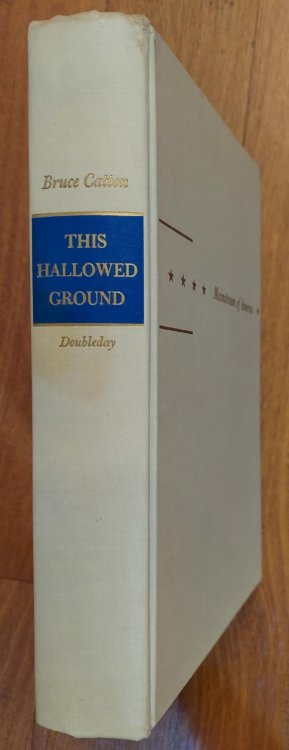 Bruce Catton
THIS
HALLOWED
GROUND
Doubleday
★ ★ ★ ★ Mainstream of America ★